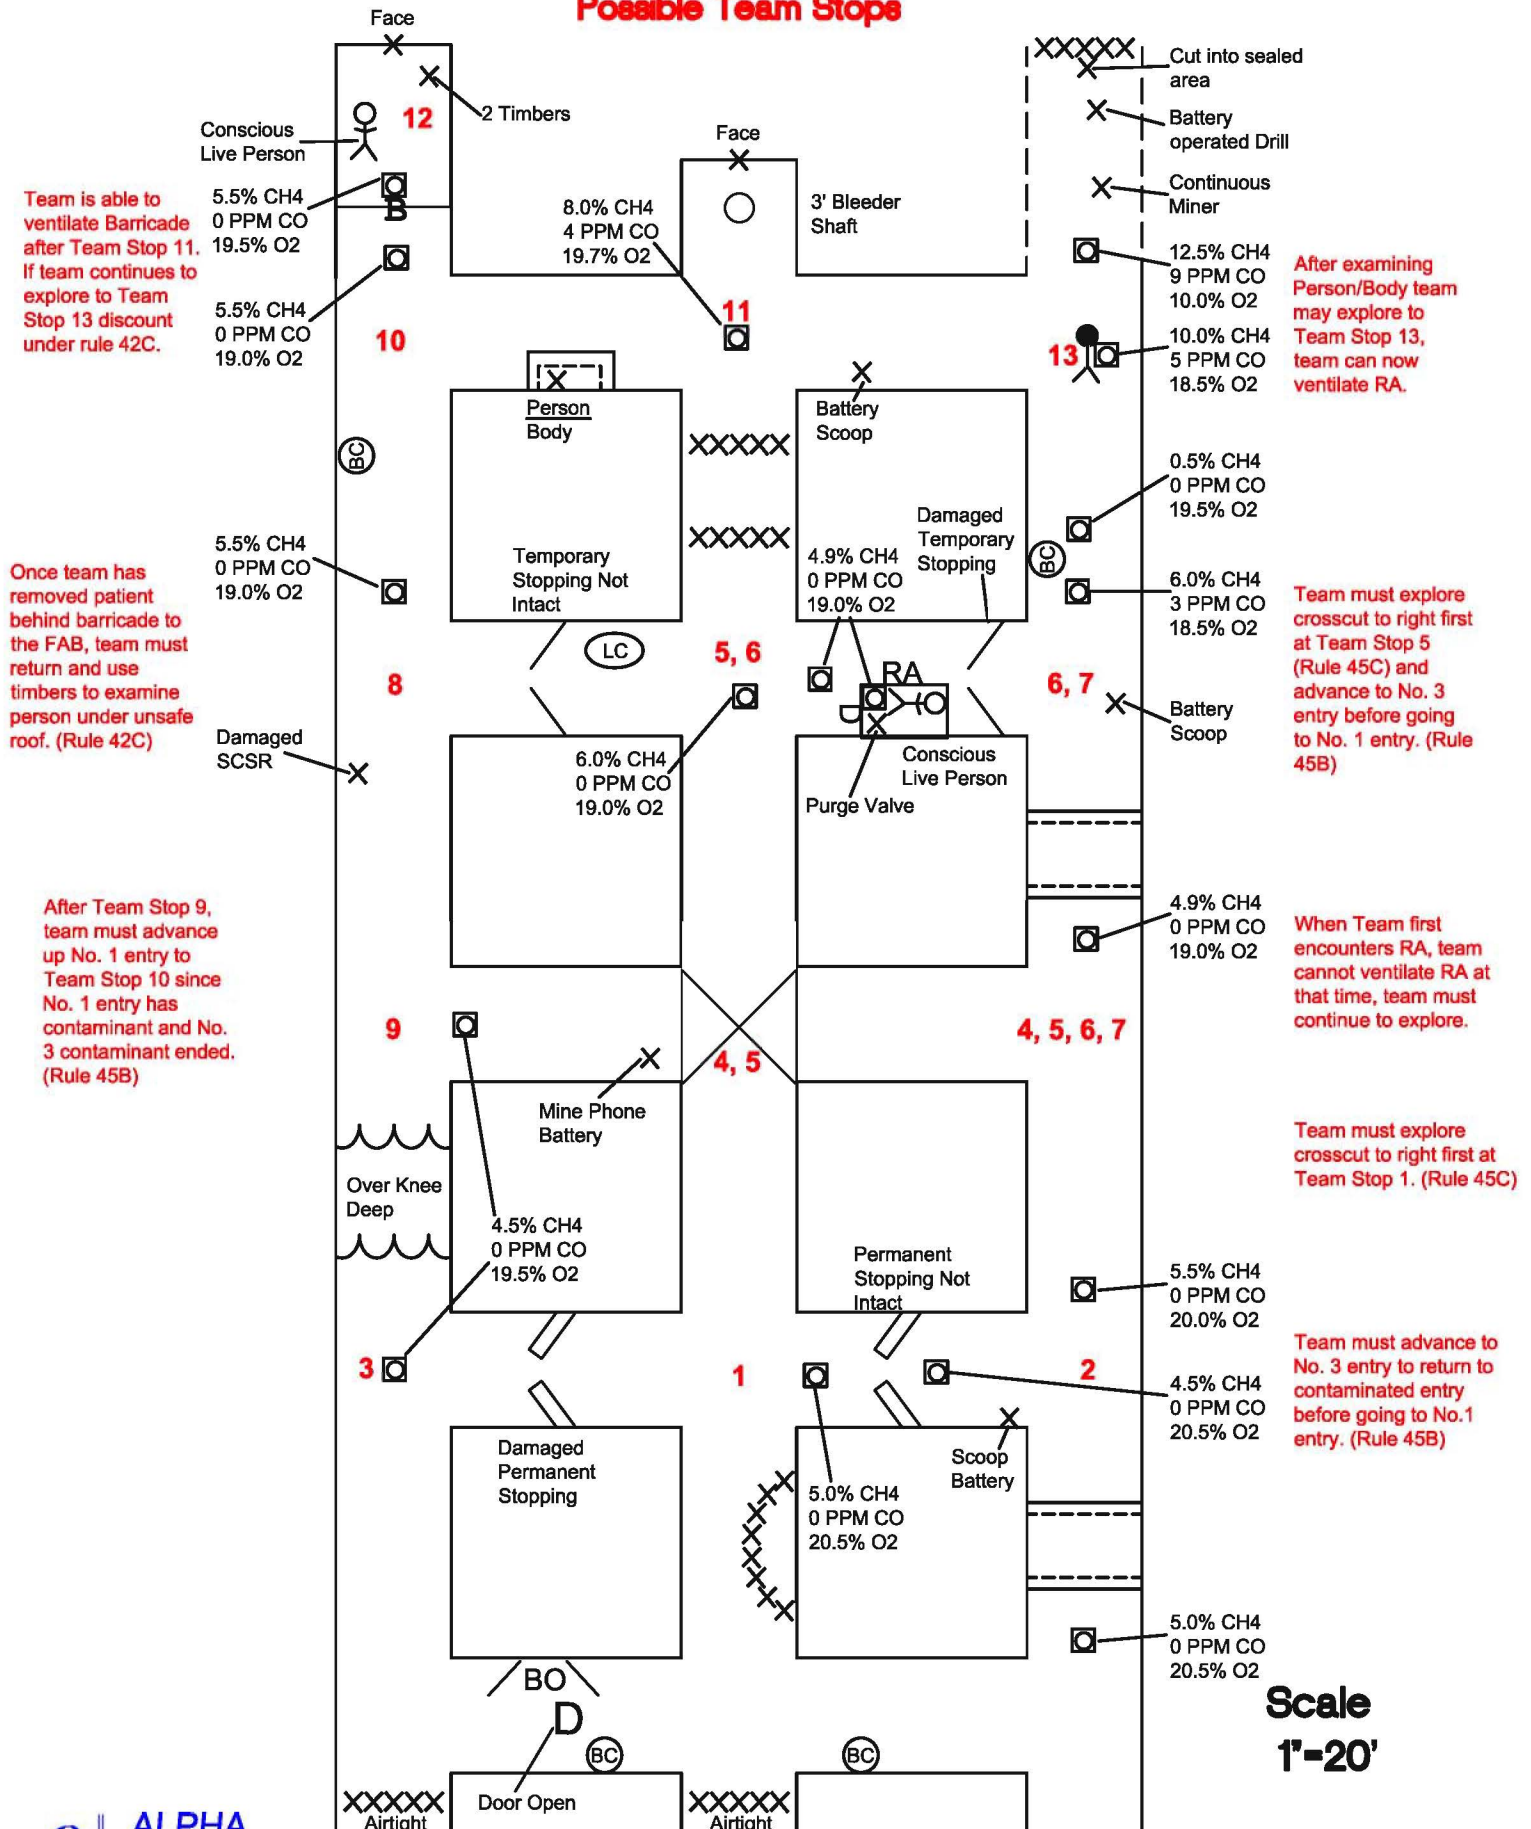 Possible Team Stops
Face
Cut into sealed
area
2 Timbers
12
Battery
operated Drill
Conscious
Live Person
Face
Continuous
Miner
Team is able to
ventilate Barricade
after Team Stop 11.
If team continues to
explore to Team
Stop 13 discount
under rule 42C.
5.5% CH4
0 PPM CO
19.5% O2
B
8.0% CH4
4 PPM CO
19.7% O2
3' Bleeder
Shaft
12.5% CH4
9 PPM CO
10.0% O2
After examining
Person/Body team
may explore to
Team Stop 13,
team can now
ventilate RA.
5.5% CH4
0 PPM CO
19.0% O2
10
11
13
10.0% CH4
5 PPM CO
18.5% O2
Person
Body
Battery
Scoop
BC
0.5% CH4
0 PPM CO
19.5% O2
Damaged
Temporary
Stopping
BC
5.5% CH4
0 PPM CO
19.0% O2
Temporary
Stopping Not
Intact
4.9% CH4
0 PPM CO
19.0% O2
6.0% CH4
3 PPM CO
18.5% O2
Once team has
removed patient
behind barricade to
the FAB, team must
return and use
timbers to examine
person under unsafe
roof. (Rule 42C)
Team must explore
crosscut to right first
at Team Stop 5
(Rule 45C) and
advance to No. 3
entry before going
to No. 1 entry. (Rule
45B)
8
LC
5, 6
RA
D
6, 7
Battery
Scoop
Damaged
SCSR
6.0% CH4
0 PPM CO
19.0% O2
Conscious
Live Person
Purge Valve
After Team Stop 9,
team must advance
up No. 1 entry to
Team Stop 10 since
No. 1 entry has
contaminant and No.
3 contaminant ended.
(Rule 45B)
4.9% CH4
0 PPM CO
19.0% O2
When Team first
encounters RA, team
cannot ventilate RA at
that time, team must
continue to explore.
9
4, 5
4, 5, 6, 7
Mine Phone
Battery
Team must explore
crosscut to right first at
Team Stop 1. (Rule 45C)
Over Knee
Deep
4.5% CH4
0 PPM CO
19.5% O2
Permanent
Stopping Not
Intact
5.5% CH4
0 PPM CO
20.0% O2
3
1
2
4.5% CH4
0 PPM CO
20.5% O2
Team must advance to
No. 3 entry to return to
contaminated entry
before going to No.1
entry. (Rule 45B)
Damaged
Permanent
Stopping
Scoop
Battery
5.0% CH4
0 PPM CO
20.5% O2
5.0% CH4
0 PPM CO
20.5% O2
BO
D
Scale
1"=20'
BC
BC
Door Open
Airtight
Airtight
ALPHA